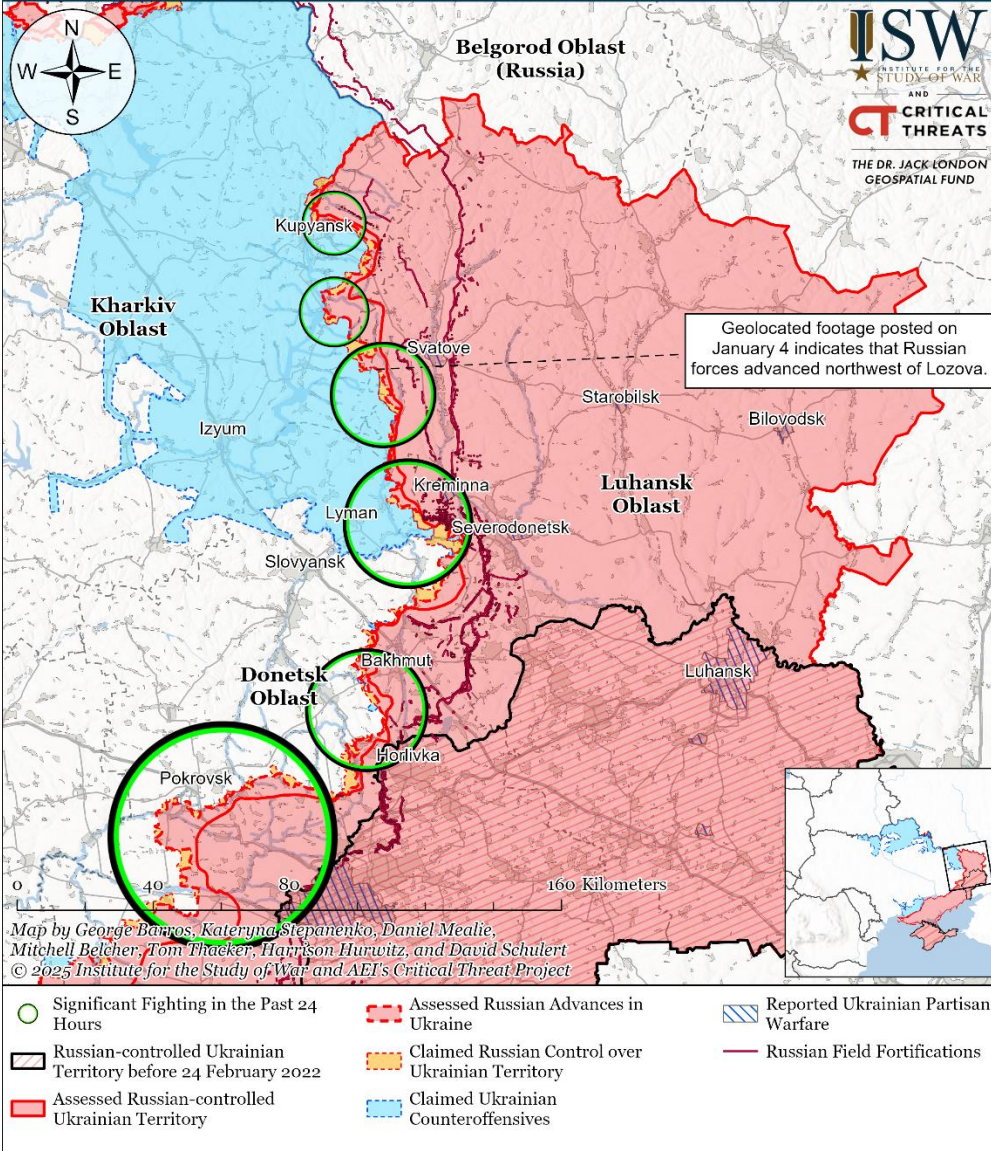 N
W
E
S
Belgorod Oblast
(Russia)
ISW
INSTITUTE FOR THE
STUDY OF WAR
AND
CT CRITICAL
THREATS
THE DR. JACK LONDON
GEOSPATIAL FUND
Kupyansk
Kharkiv
Oblast
Geolocated footage posted on
January 4 indicates that Russian
forces advanced northwest of Lozova.
Svatove
Starobilsk
Bilovodsk
Izyum
Kreminna
Luhansk
Oblast
Lyman
Severodonetsk
Slovyansk
Bakhmut
Donetsk
Oblast
Luhansk
Horlivka
Pokrovsk
0
40
80
160 Kilometers
Map by George Barros, Kateryna Stepanenko, Daniel Mealie,
Mitchell Belcher, Tom Thacker, Harrison Hurwitz, and David Schulert
© 2025 Institute for the Study of War and AEI's Critical Threat Project
Significant Fighting in the Past 24
Hours
Russian-controlled Ukrainian
Territory before 24 February 2022
Assessed Russian-controlled
Ukrainian Territory
Assessed Russian Advances in
Ukraine
Claimed Russian Control over
Ukrainian Territory
Claimed Ukrainian
Counteroffensives
Reported Ukrainian Partisan
Warfare
Russian Field Fortifications